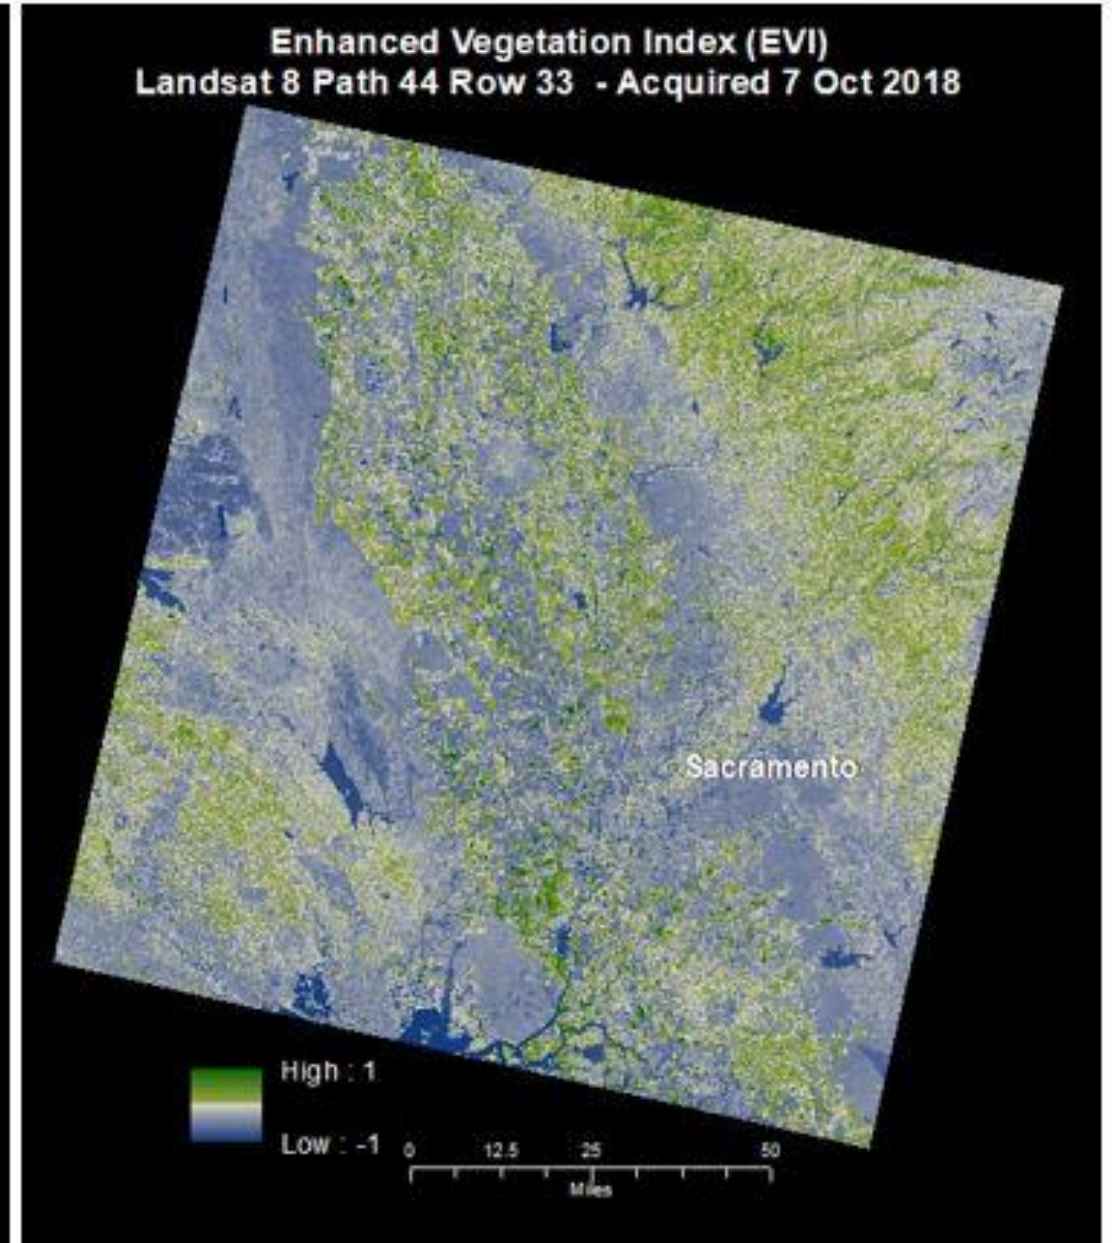 Enhanced Vegetation Index (EVI)
Landsat 8 Path 44 Row 33 - Acquired 7 Oct 2018
Sacramento
High : 1
Low : -1
0 12.5 25 50
Miles